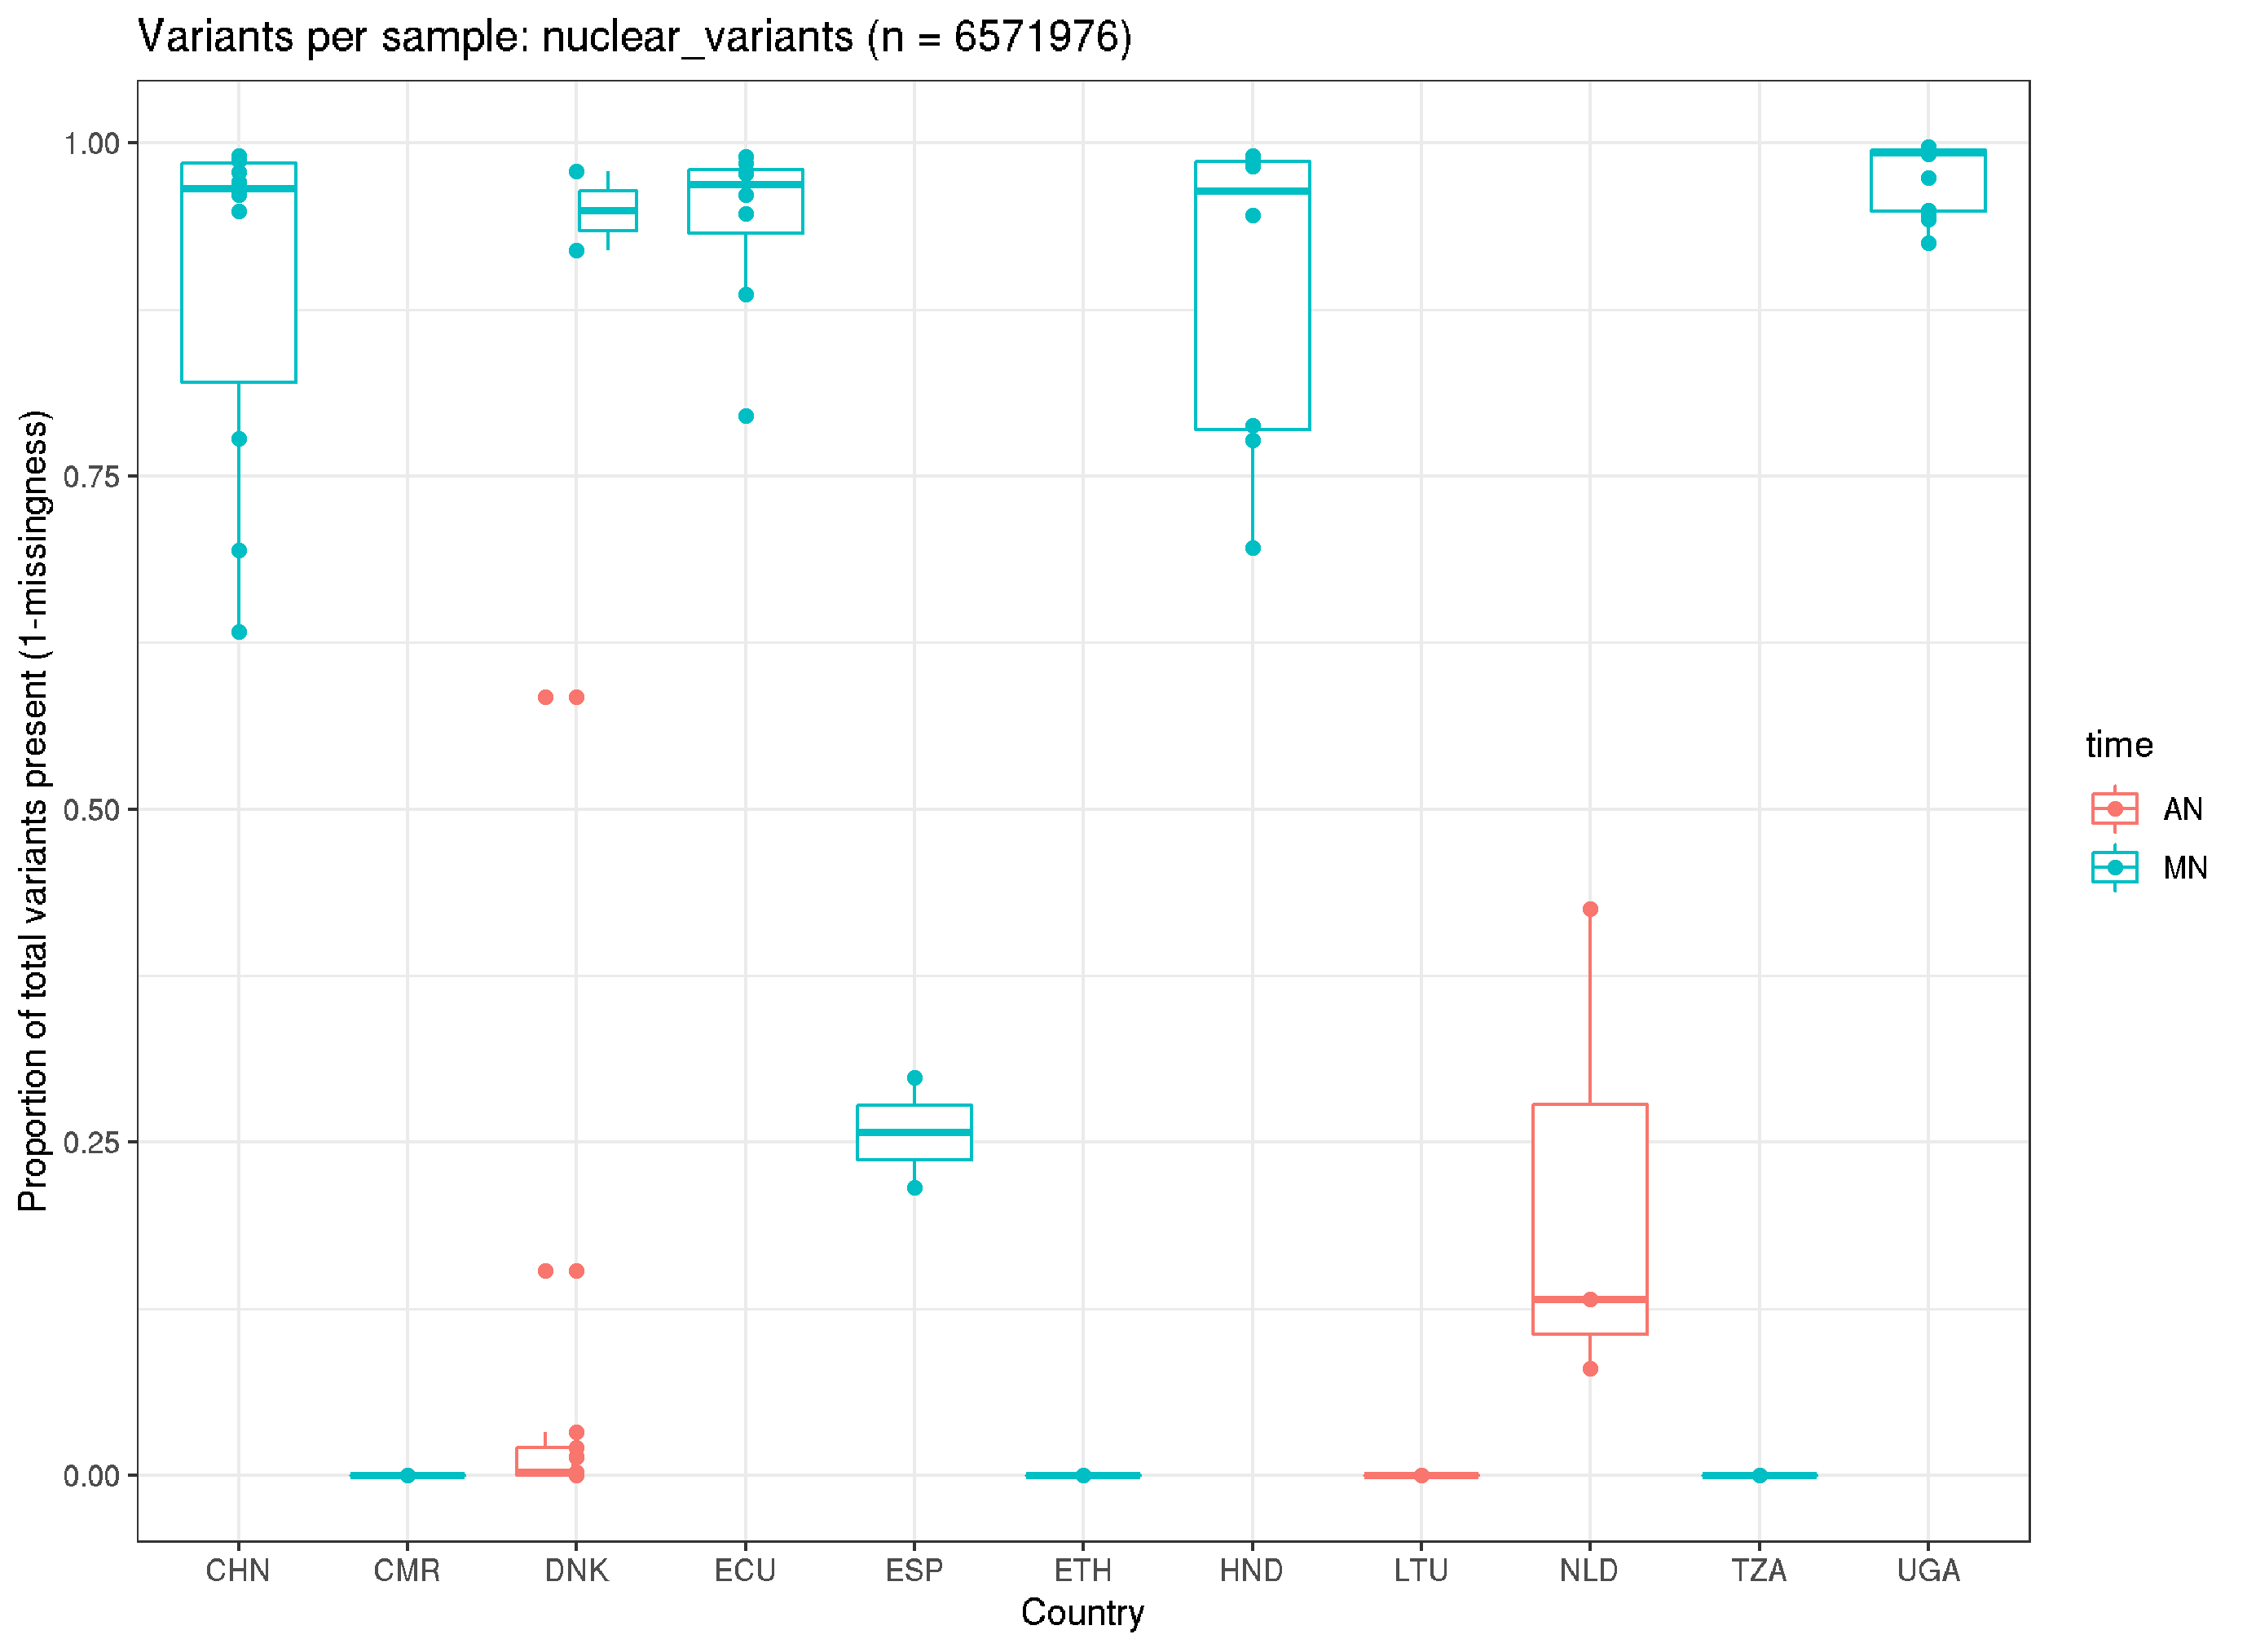 Variants per sample: nuclear_variants (n = 6571976)
Proportion of total variants present (1-missingness)
1.00
0.75
0.50
0.25
0.00
CHN CMR DNK ECU ESP ETH HND LTU NLD TZA UGA
Country
time
AN
MN